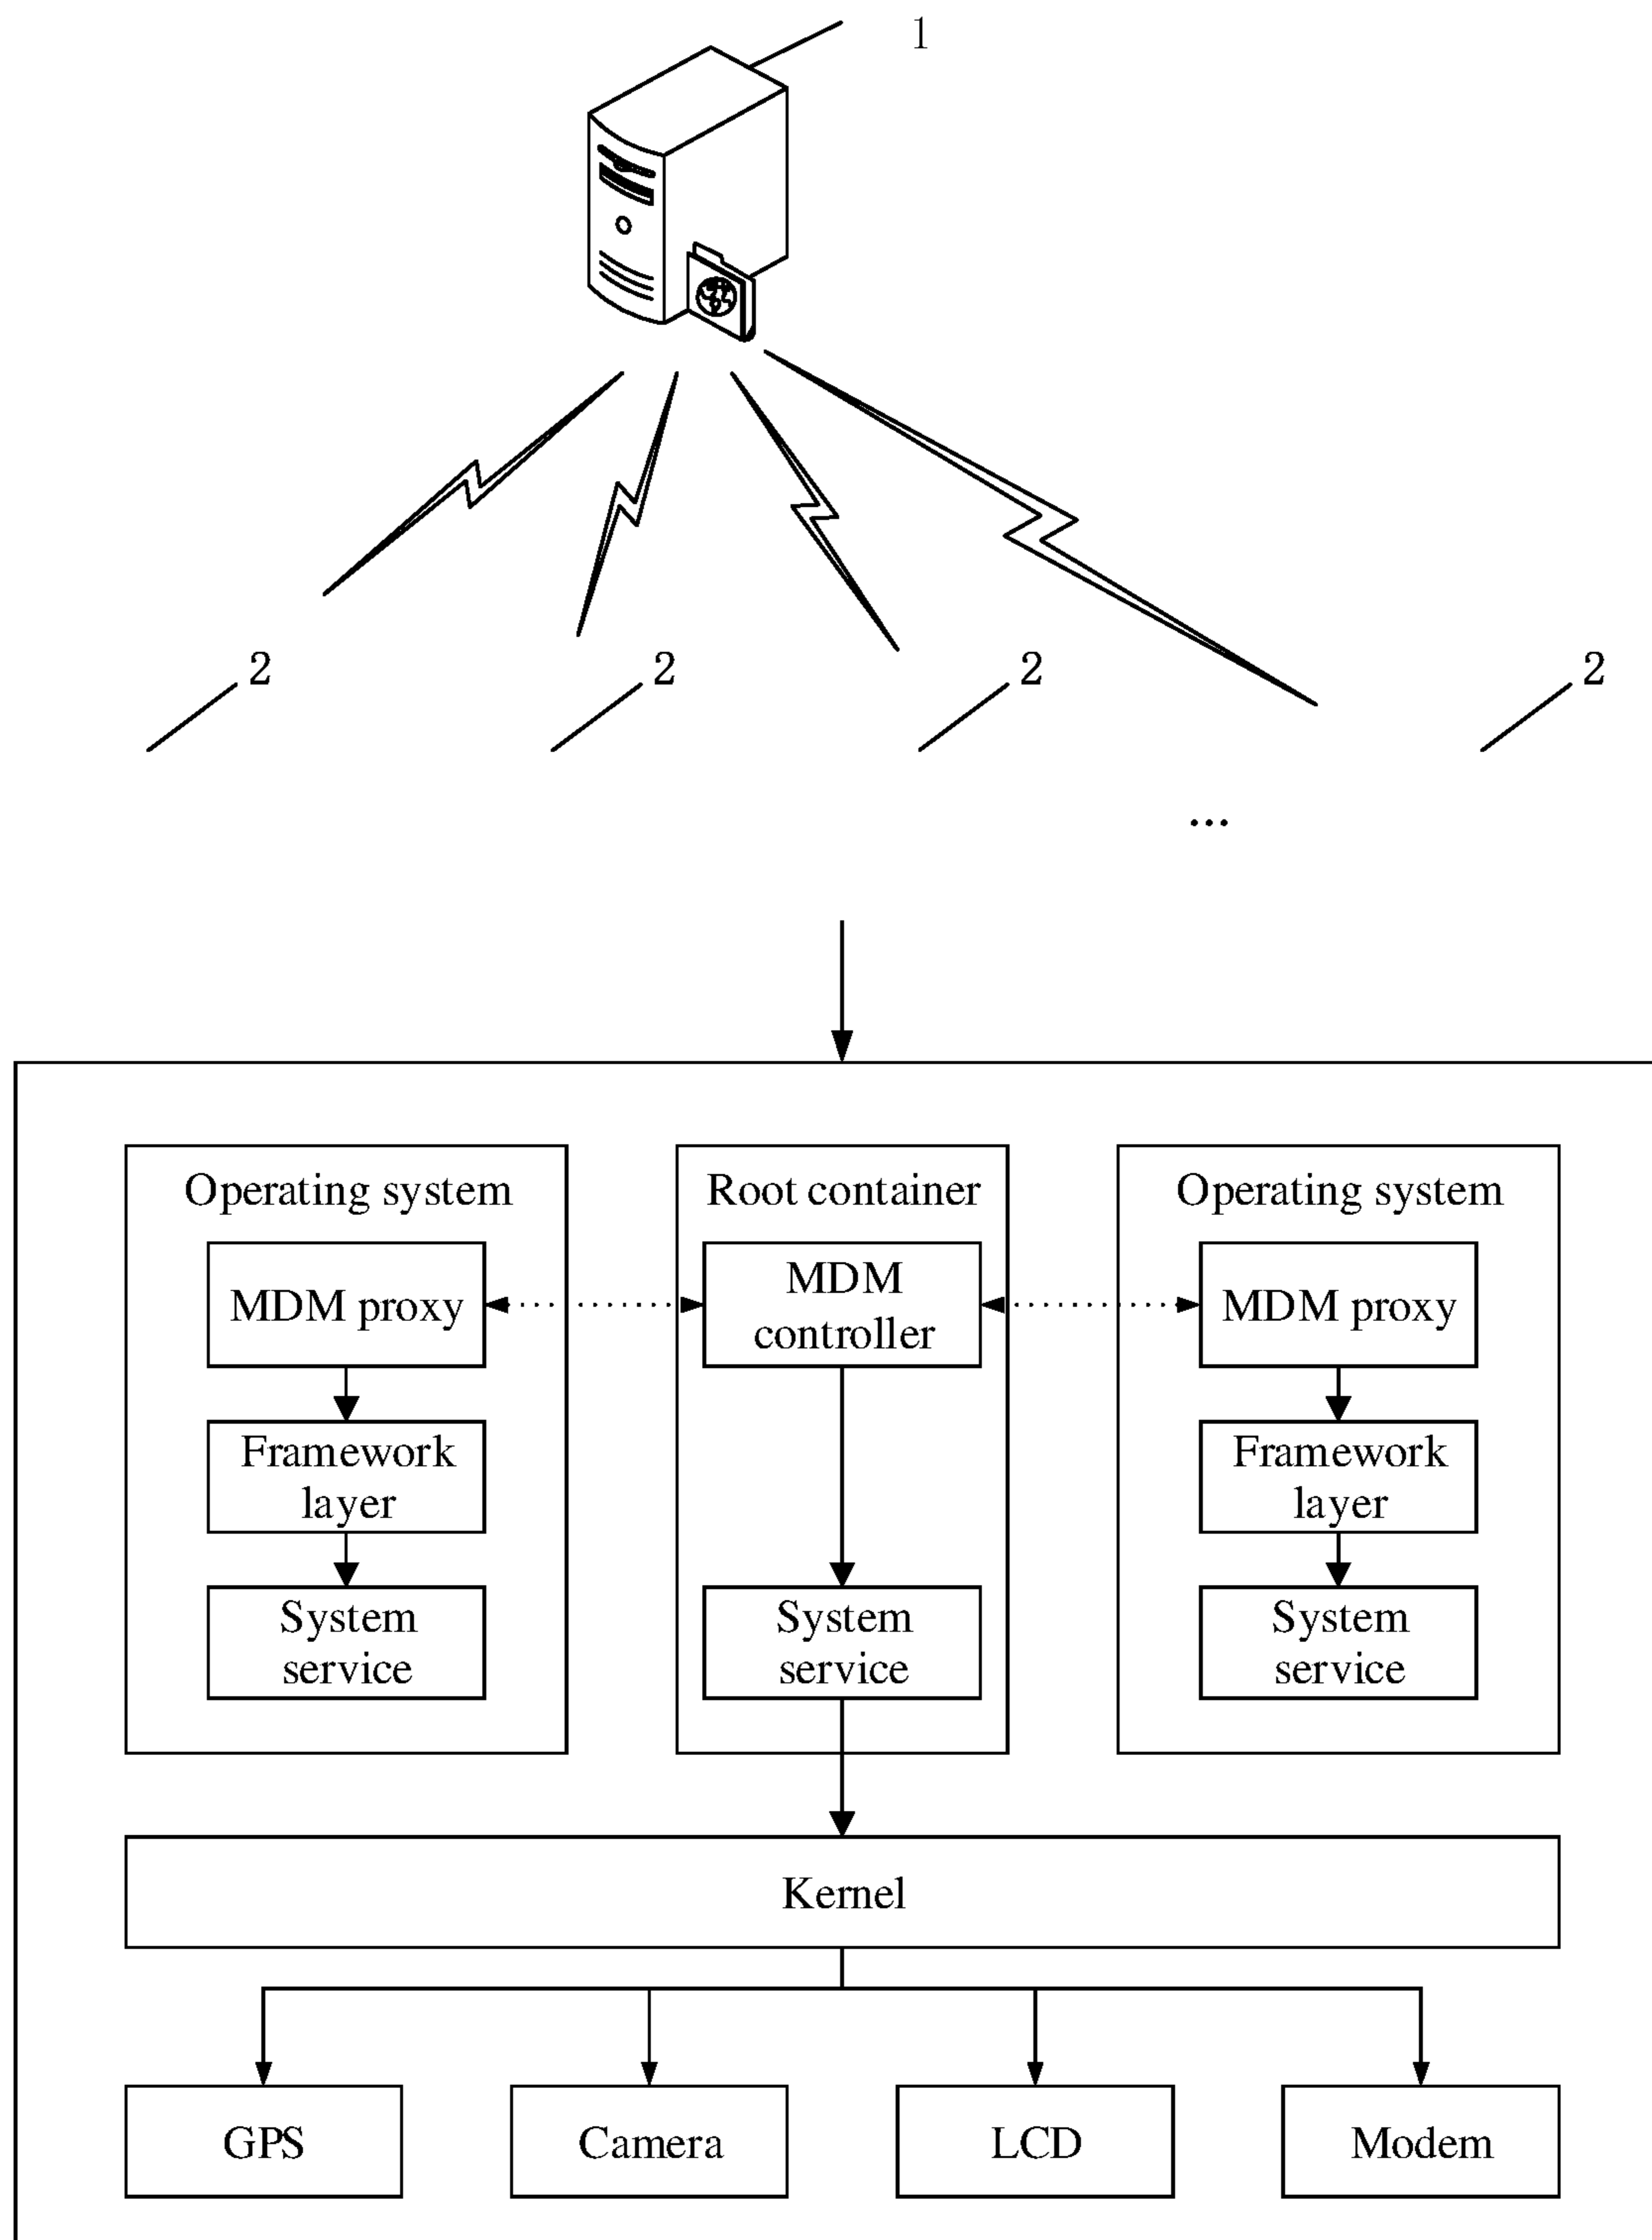 1
2
2
2
2
...
Operating system
Root container
Operating system
MDM proxy
MDM
controller
MDM proxy
Framework
layer
Framework
layer
System
service
System
service
System
service
Kernel
GPS
Camera
LCD
Modem